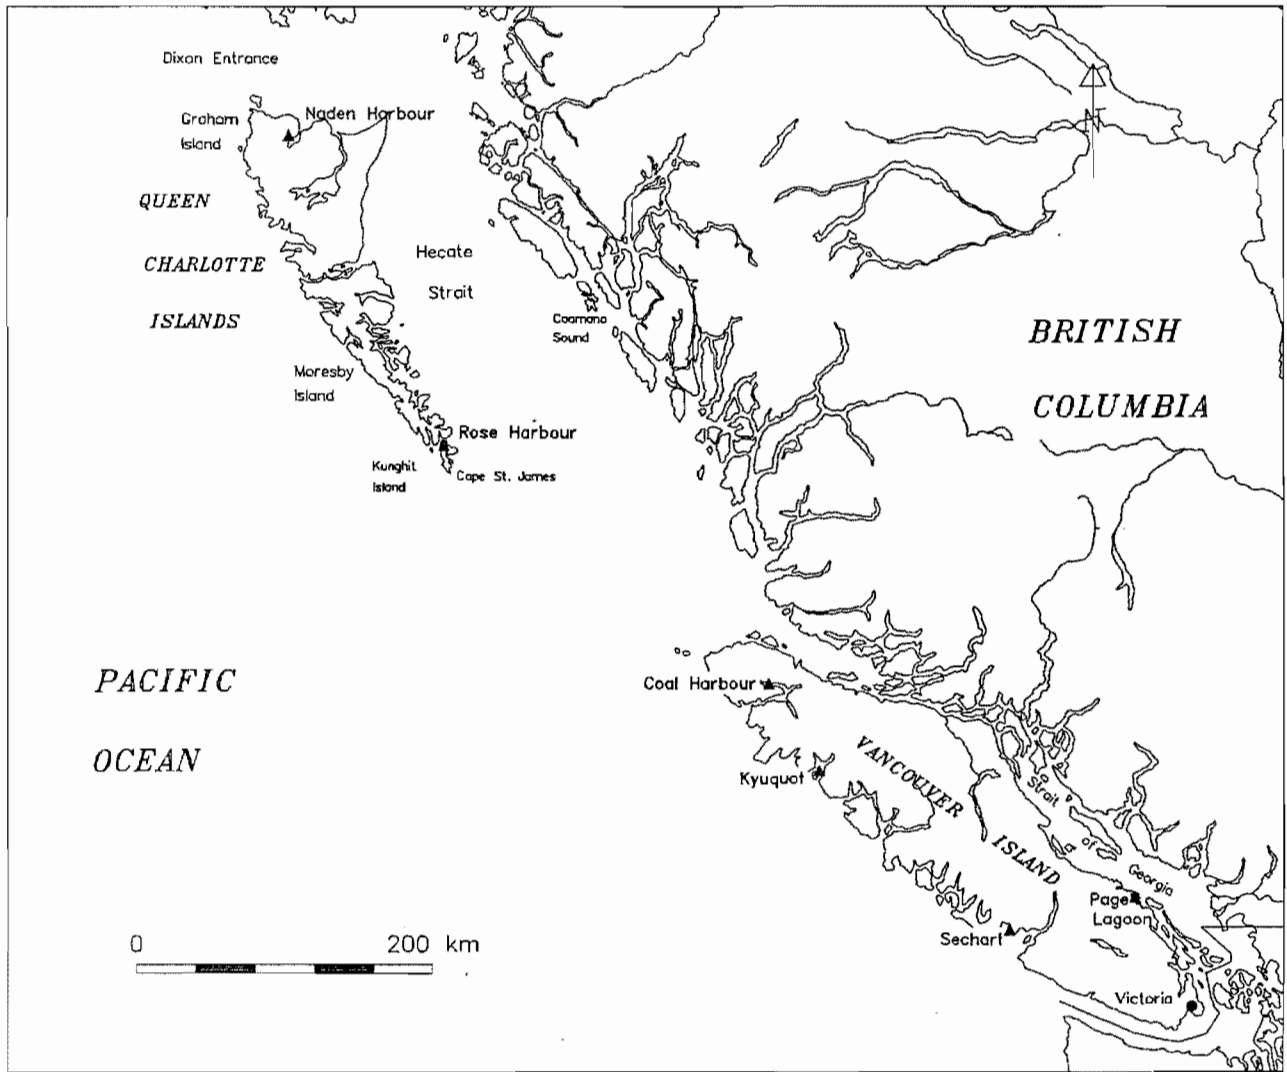 Dixon Entrance
Graham
Island
Naden Harbour
QUEEN
CHARLOTTE
ISLANDS
Hecate
Strait
Caamano
Sound
BRITISH
COLUMBIA
Moresby
Island
Rose Harbour
Kunghit
Island
Cape St. James
N
PACIFIC
OCEAN
Coal Harbour
Kyuquot
VANCOUVER
ISLAND
Strait
of
Georgia
Page
Lagoon
Sechart
Victoria
0 200 km